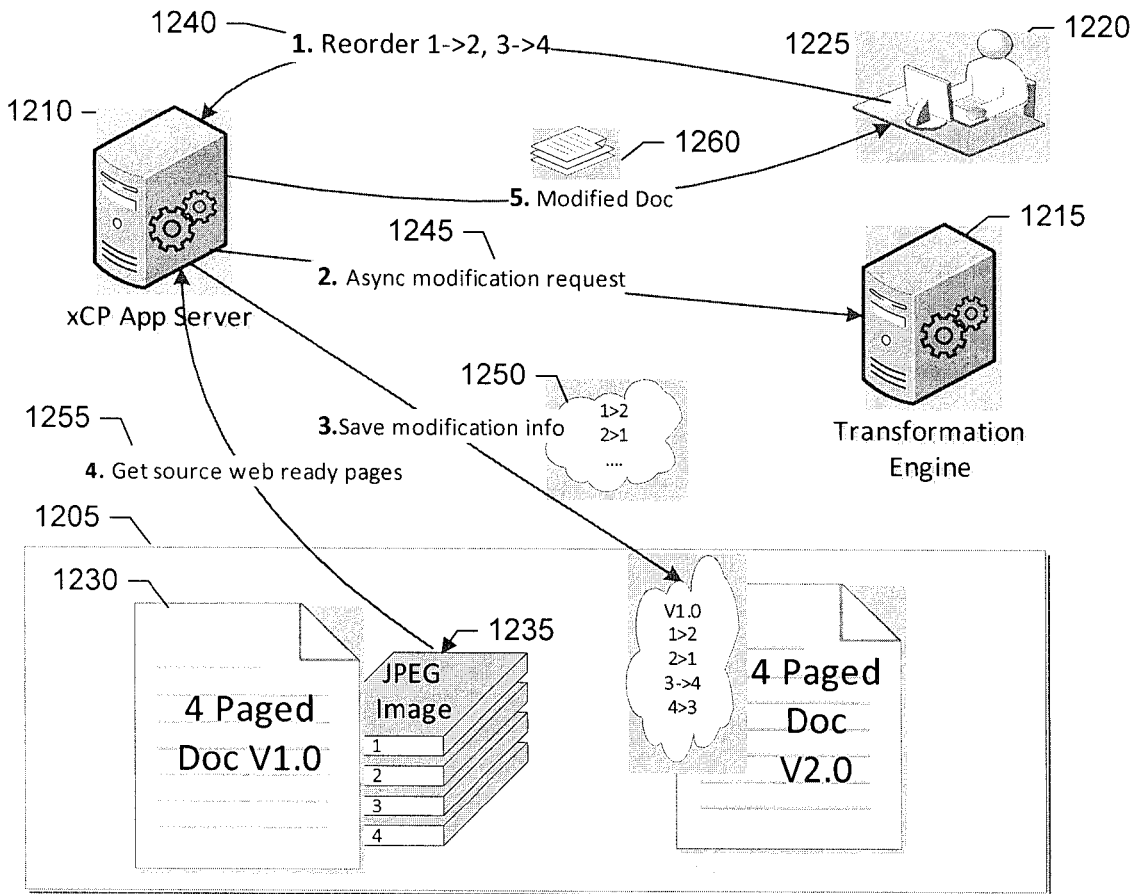 1240
1. Reorder 1->2, 3->4
1225
1220
1210
1260
5. Modified Doc
1245
1215
2. Async modification request
xCP App Server
1250
1>2
2>1
....
1255
3.Save modification info
Transformation
Engine
4. Get source web ready pages
1205
1230
1235
JPEG
Image
4 Paged
Doc V1.0
1
2
3
4
V1.0
1>2
2>1
3->4
4>3
4 Paged
Doc
V2.0